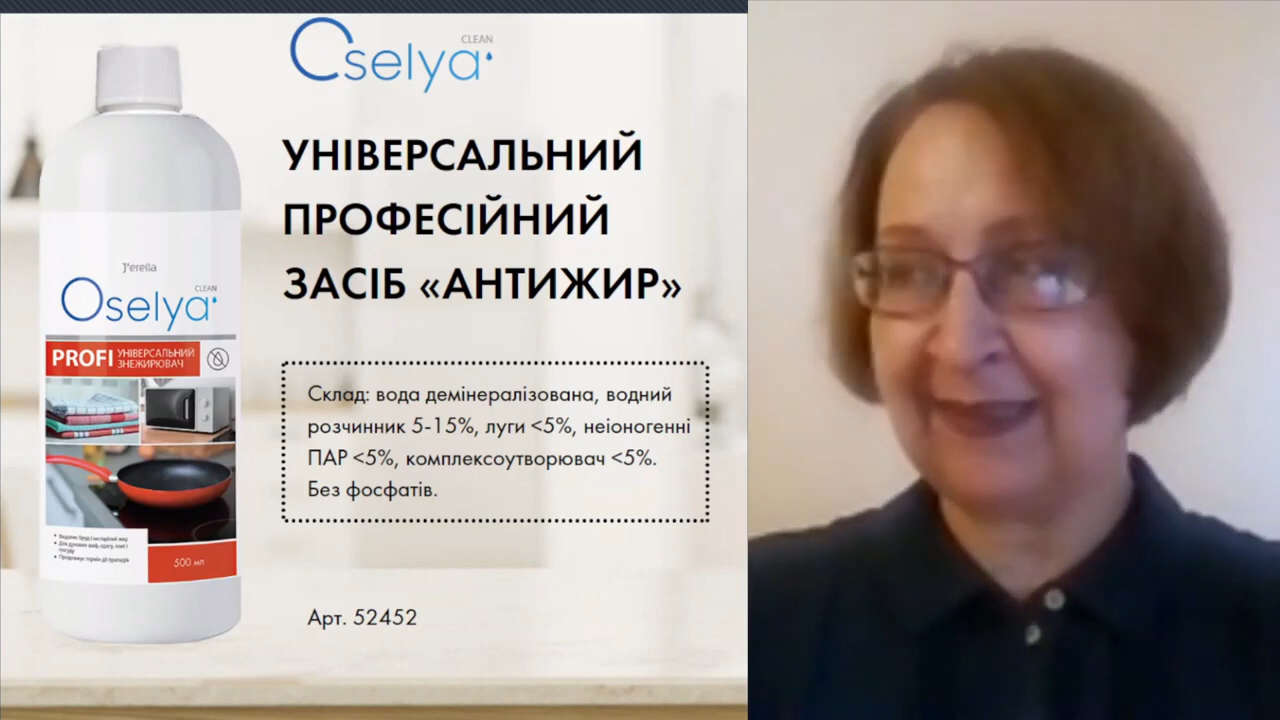 Oselya
CLEAN
УНІВЕРСАЛЬНИЙ
ПРОФЕСІЙНИЙ
ЗАСІБ «АНТИЖИР»
Склад: вода демінералізована, водний
розчинник 5-15%, луги <5%, неіоногенні
ПАР <5%, комплексоутворювач <5%.
Без фосфатів.
Арт. 52452
J'erelia
Oselya
CLEAN
PROFI УНІВЕРСАЛЬНИЙ
ЗНЕЖИРЮВАЧ
500 мл